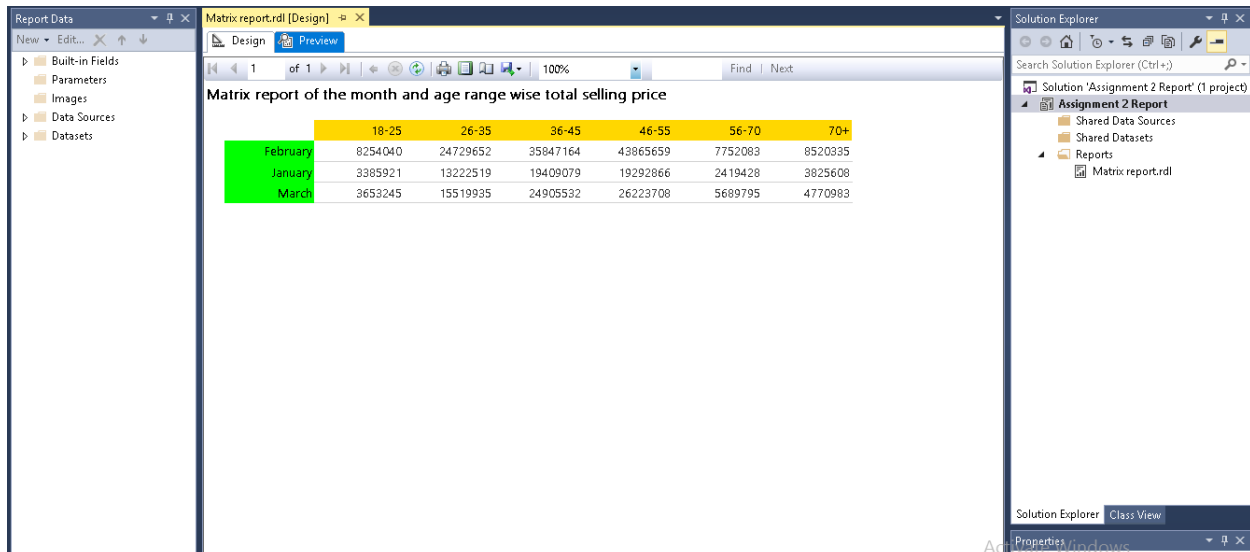 Report Data
New Edit...
Built-in Fields
Parameters
Images
Data Sources
Datasets
Matrix report.rdl [Design]
Design Preview
1 of 1 100% Find | Next
Matrix report of the month and age range wise total selling price
18-25 26-35 36-45 46-55 56-70 70+
February 8254040 24729652 35847164 43865659 7752083 8520335
January 3385921 13222519 19409079 19292866 2419428 3825608
March 3653245 15519935 24905532 26223708 5689795 4770983
Solution Explorer
Search Solution Explorer (Ctrl+;)
Solution 'Assignment 2 Report' (1 project)
Assignment 2 Report
Shared Data Sources
Shared Datasets
Reports
Matrix report.rdl
Solution Explorer Class View
Properties
Activate Windows